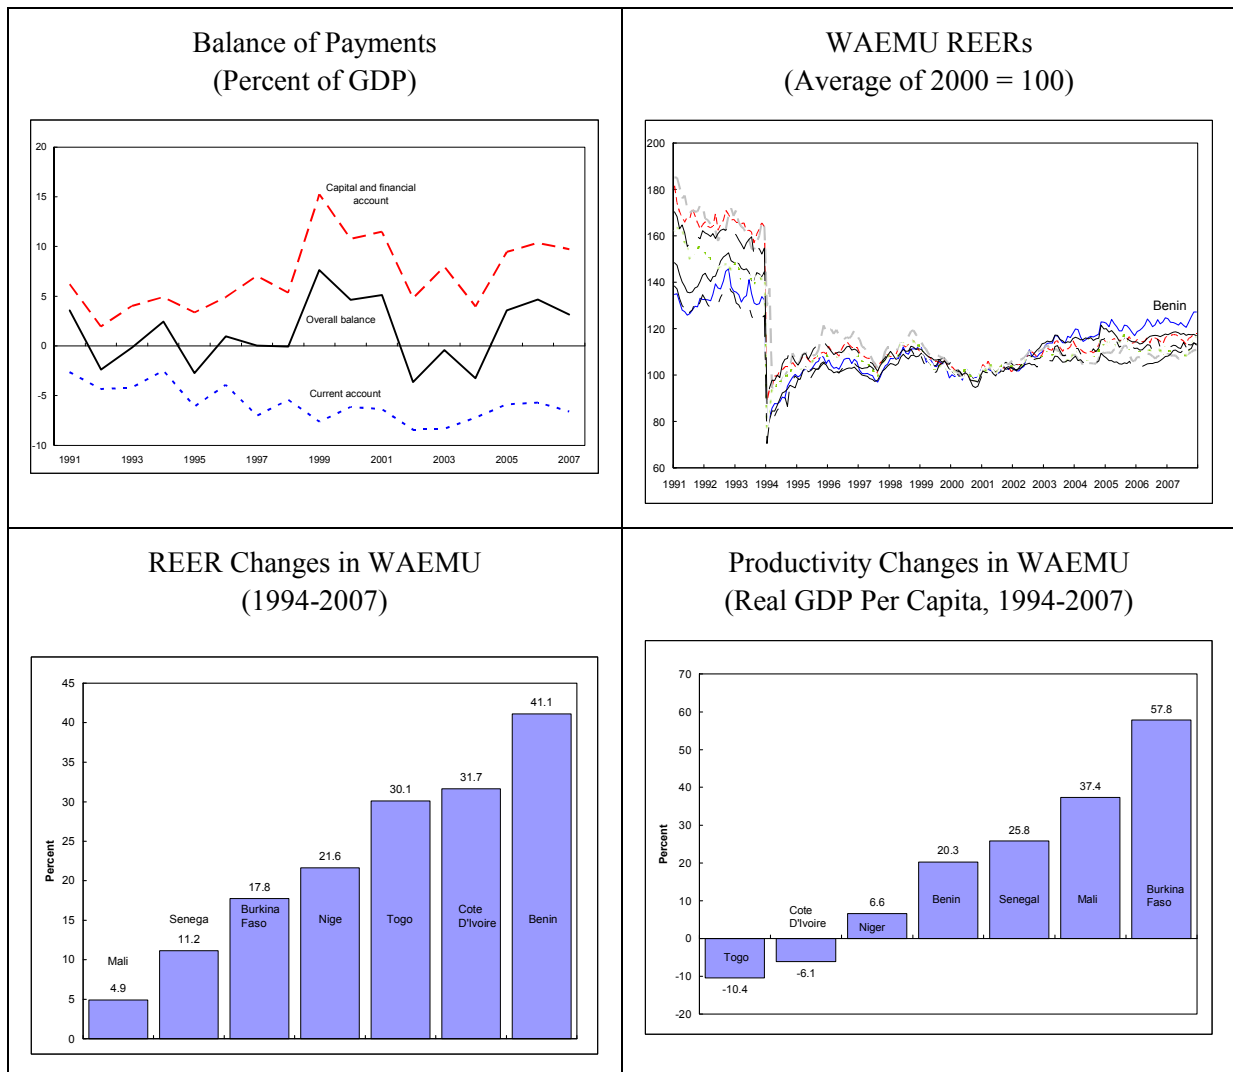 Balance of Payments
(Percent of GDP)
20
15
10
5
0
-5
-10
Capital and financial
account
Overall balance
Current account
1991 1993 1995 1997 1999 2001 2003 2005 2007
WAEMU REERs
(Average of 2000 = 100)
200
180
160
140
120
100
80
60
Benin
1991 1992 1993 1994 1995 1996 1997 1998 1999 2000 2001 2002 2003 2004 2005 2006 2007
REER Changes in WAEMU
(1994-2007)
Percent
45
40
35
30
25
20
15
10
5
0
Mali
4.9
Senega
11.2
17.8
Burkina
Faso
21.6
Nige
30.1
Togo
31.7
Cote
D'Ivoire
41.1
Benin
Productivity Changes in WAEMU
(Real GDP Per Capita, 1994-2007)
Percent
70
60
50
40
30
20
10
0
-10
-20
Togo
-10.4
Cote
D'Ivoire
-6.1
6.6
Niger
20.3
Benin
25.8
Senegal
37.4
Mali
57.8
Burkina
Faso